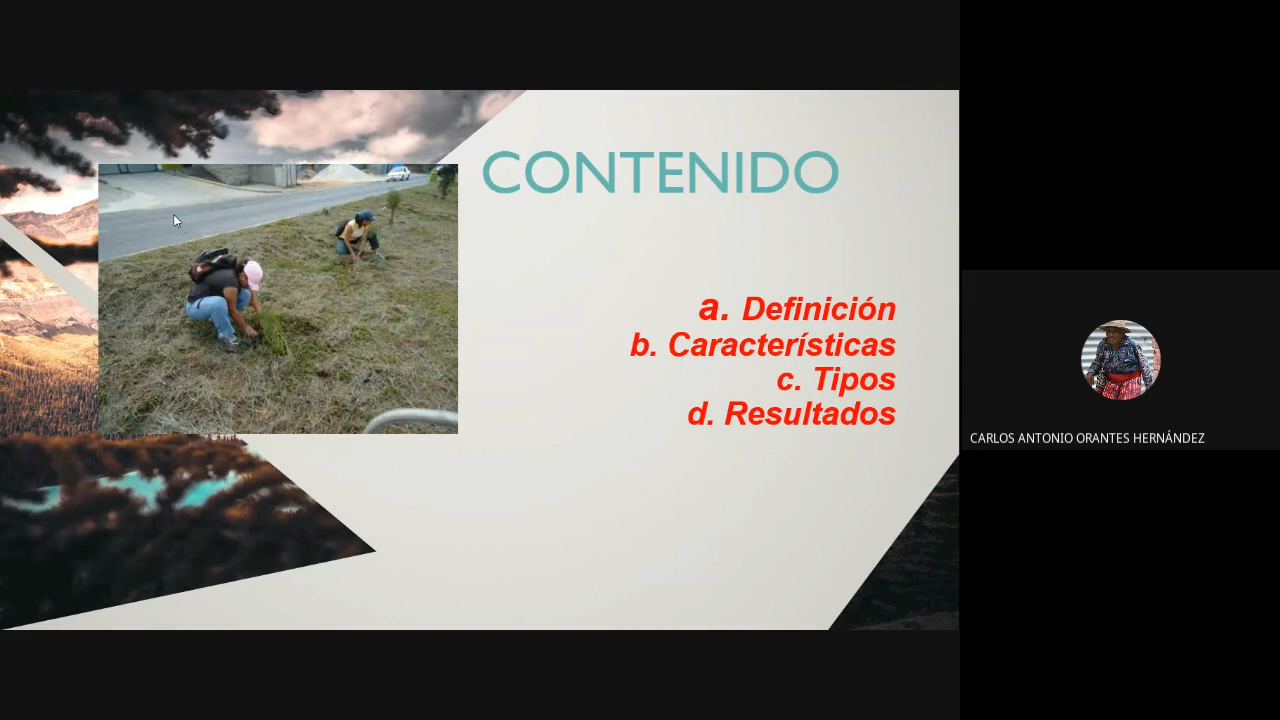 CONTENIDO
a. Definición
b. Características
c. Tipos
d. Resultados
CARLOS ANTONIO ORANTES HERNÁNDEZ